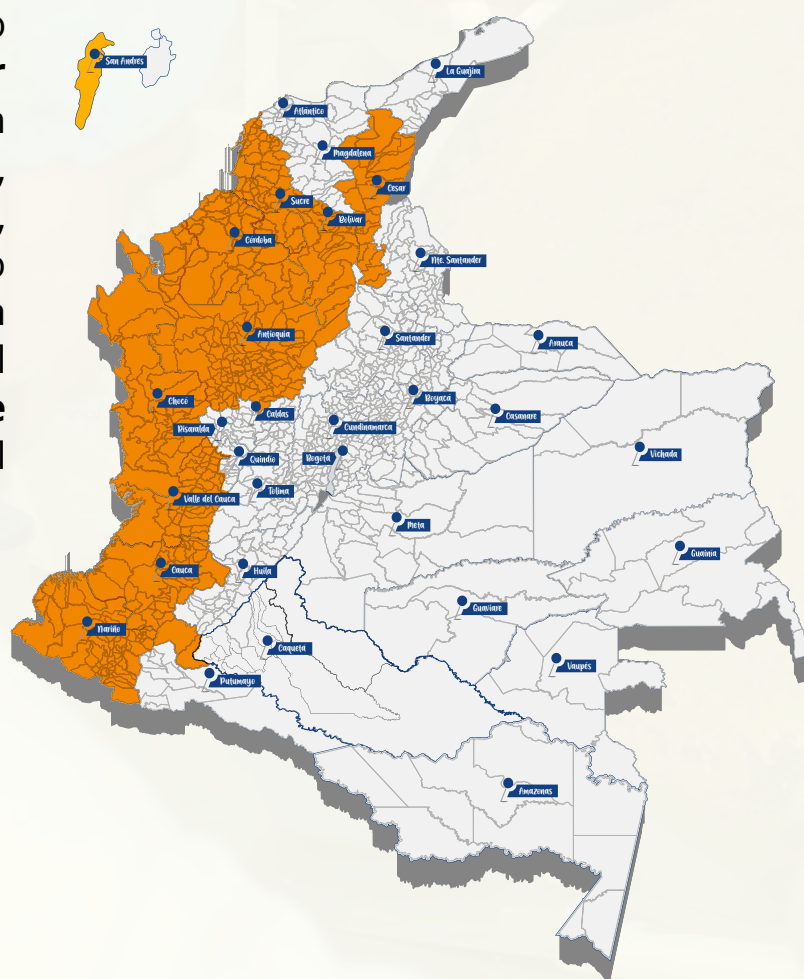 o
r
n
,
,
o
n
l
e
l
San Andres
La Guajira
Atlántico
Magdalena
Cesar
Sucre
Bolívar
Córdoba
Nte. Santander
Antioquia
Santander
Arauca
Chocó
Caldas
Boyacá
Casanare
Risaralda
Cundinamarca
Quindío
Bogotá
Vichada
Tolima
Valle del Cauca
Meta
Guainía
Cauca
Huila
Guaviare
Nariño
Caquetá
Vaupés
Putumayo
Amazonas